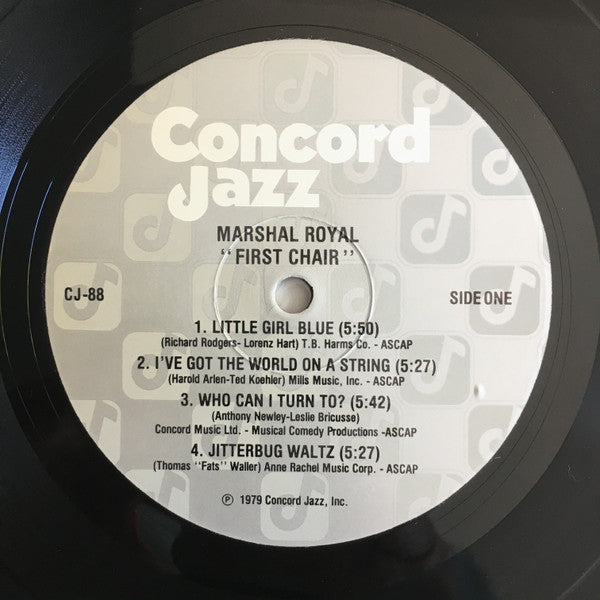 Concord
Jazz
MARSHAL ROYAL
"FIRST CHAIR"
CJ-88
SIDE ONE
1. LITTLE GIRL BLUE (5:50)
(Richard Rodgers- Lorenz Hart) T.B. Harms Co. - ASCAP
2. I'VE GOT THE WORLD ON A STRING (5:27)
(Harold Arlen-Ted Koehler) Mills Music, Inc. - ASCAP
3. WHO CAN I TURN TO? (5:42)
(Anthony Newley-Leslie Bricusse)
Concord Music Ltd. - Musical Comedy Productions -ASCAP
4. JITTERBUG WALTZ (5:27)
(Thomas "Fats" Waller) Anne Rachel Music Corp. - ASCAP
℗ 1979 Concord Jazz, Inc.